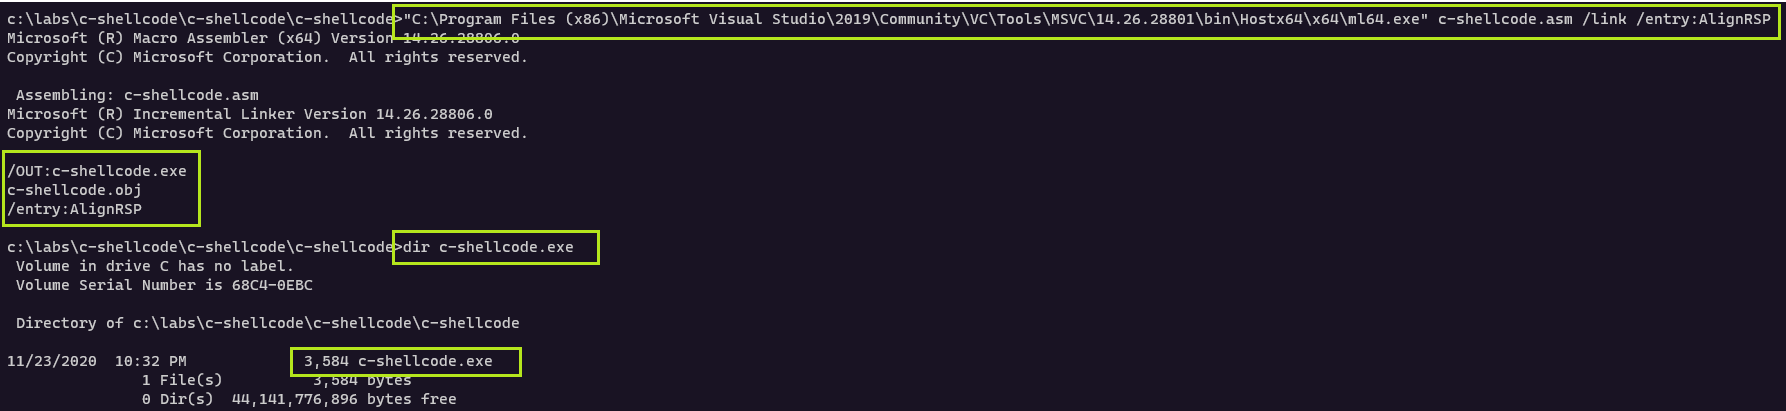 c:\labs\c-shellcode\c-shellcode\c-shellcode>"C:\Program Files (x86)\Microsoft Visual Studio\2019\Community\VC\Tools\MSVC\14.26.28801\bin\Hostx64\x64\ml64.exe" c-shellcode.asm /link /entry:AlignRSP
Microsoft (R) Macro Assembler (x64) Version 14.26.28806.0
Copyright (C) Microsoft Corporation.  All rights reserved.
Assembling: c-shellcode.asm
Microsoft (R) Incremental Linker Version 14.26.28806.0
Copyright (C) Microsoft Corporation.  All rights reserved.
/OUT:c-shellcode.exe
c-shellcode.obj
/entry:AlignRSP
c:\labs\c-shellcode\c-shellcode\c-shellcode>dir c-shellcode.exe
Volume in drive C has no label.
Volume Serial Number is 68C4-0EBC
Directory of c:\labs\c-shellcode\c-shellcode\c-shellcode
11/23/2020  10:32 PM             3,584 c-shellcode.exe
1 File(s)          3,584 bytes
0 Dir(s)  44,141,776,896 bytes free